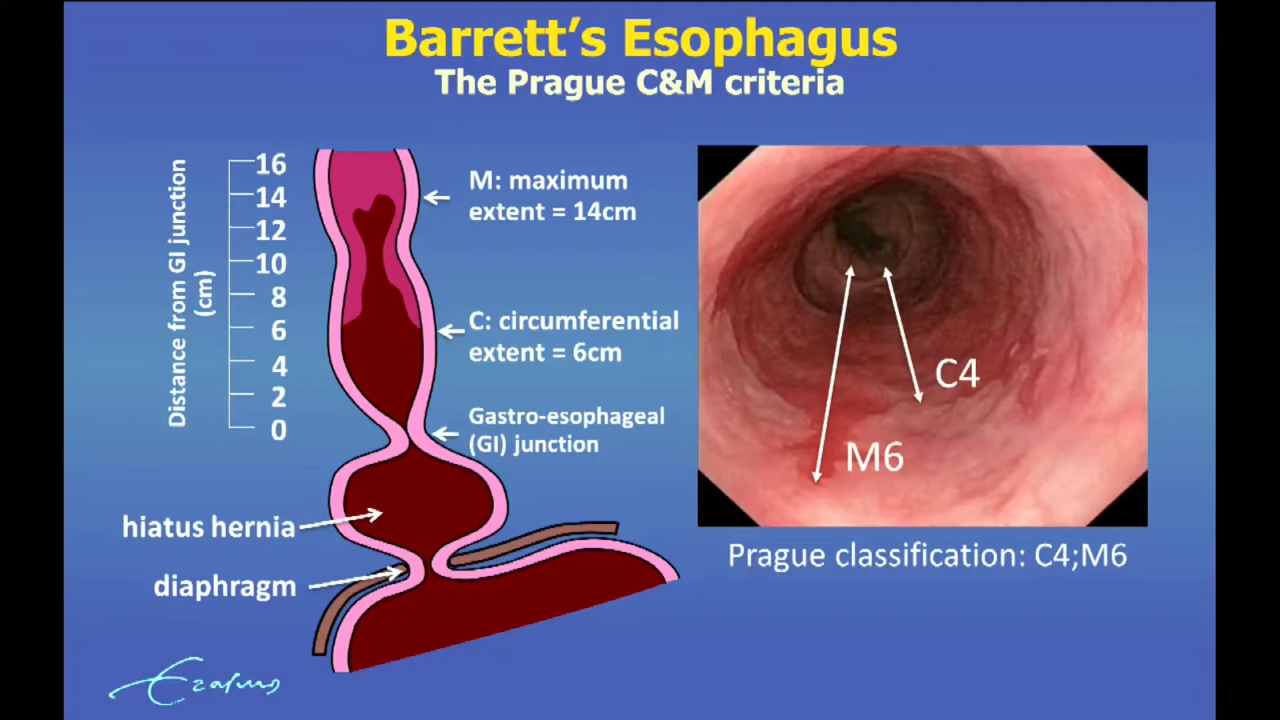 Barrett's Esophagus
The Prague C&M criteria
Distance from GI junction
(cm)
16
14
12
10
8
6
4
2
0
M: maximum
extent = 14cm
C: circumferential
extent = 6cm
Gastro-esophageal
(GI) junction
hiatus hernia
diaphragm
C4
M6
Prague classification: C4;M6
Erasmus